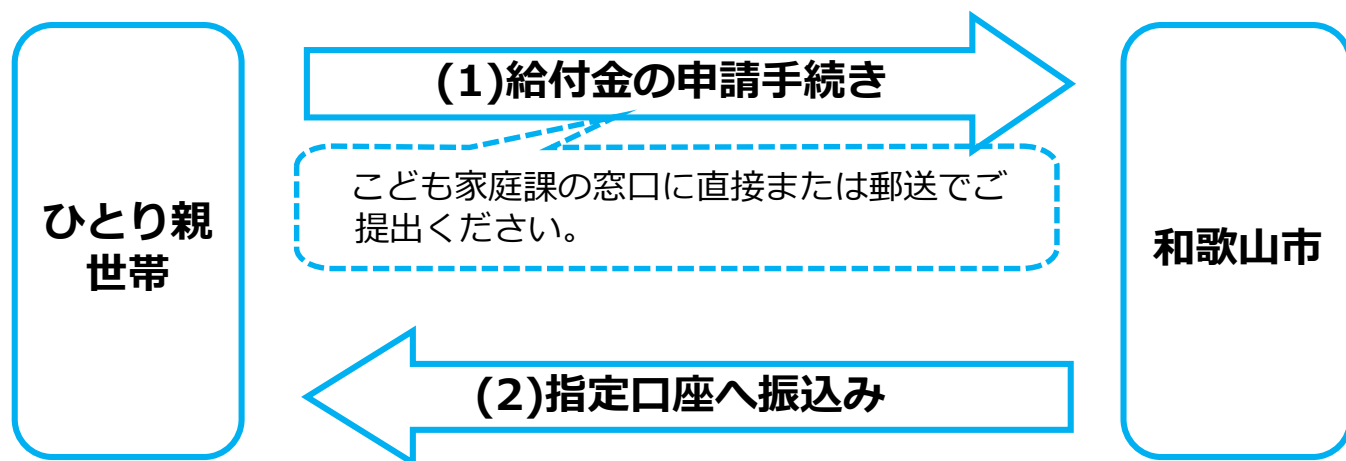 (1)給付金の申請手続き
こども家庭課の窓口に直接または郵送でご
提出ください。
ひとり親
世帯
和歌山市
(2)指定口座へ振込み